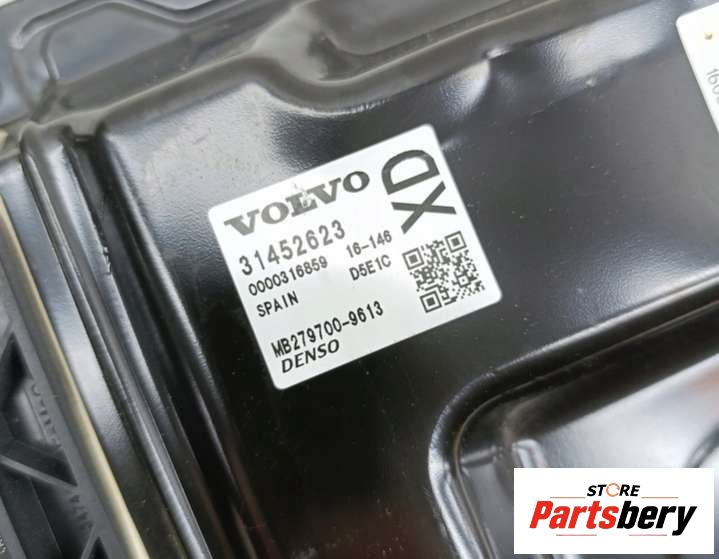 VOLVO
XD
31452623
0000316859 16-146
SPAIN D5E1C
MB279700-9613
DENSO
STORE
Partsbery